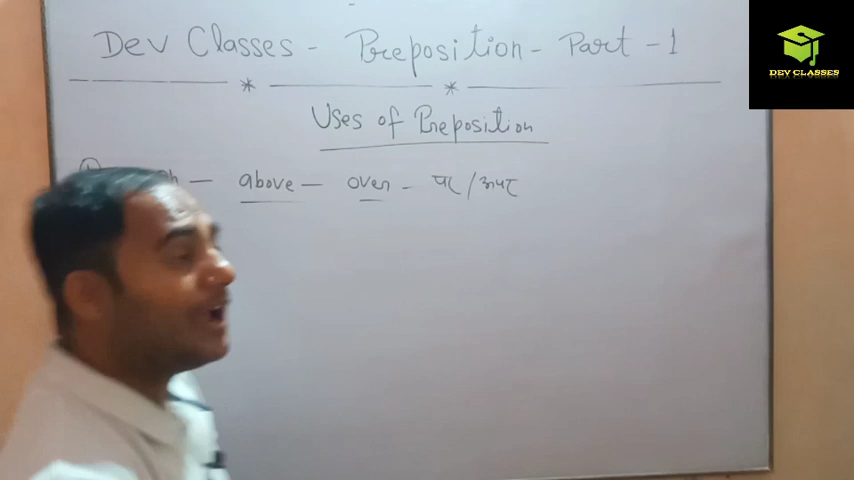 Dev Classes - Preposition - Part - 1
Uses of Preposition
— above — over - पर /ऊपर
DEV CLASSES